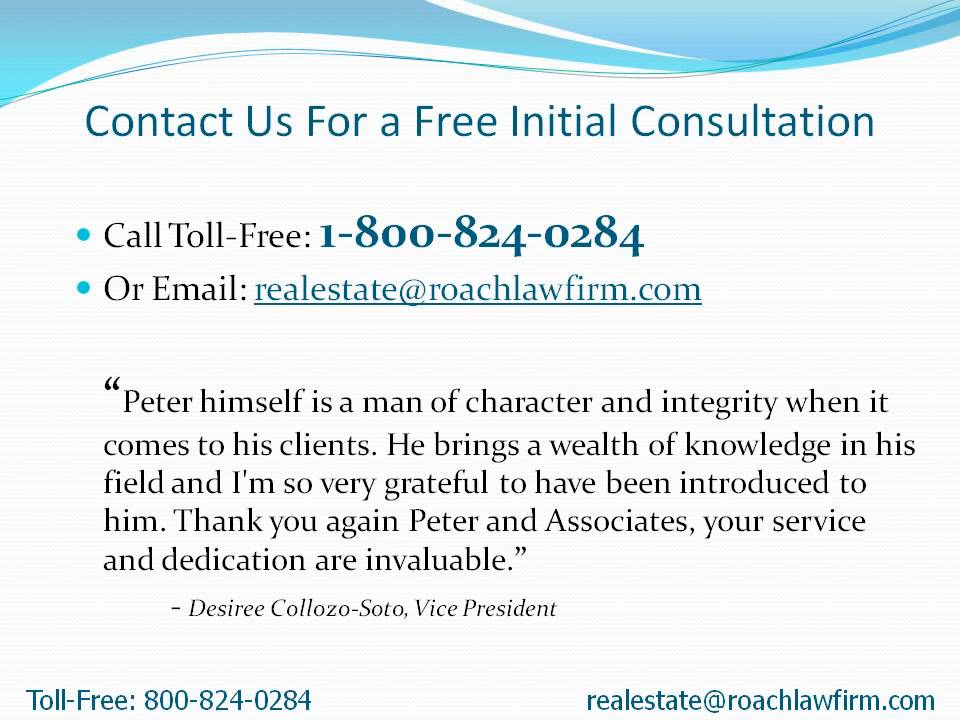 Contact Us For a Free Initial Consultation
• Call Toll-Free: 1-800-824-0284
• Or Email: realestate@roachlawfirm.com
“Peter himself is a man of character and integrity when it
comes to his clients. He brings a wealth of knowledge in his
field and I'm so very grateful to have been introduced to
him. Thank you again Peter and Associates, your service
and dedication are invaluable.”
- Desiree Collozo-Soto, Vice President
Toll-Free: 800-824-0284 realestate@roachlawfirm.com